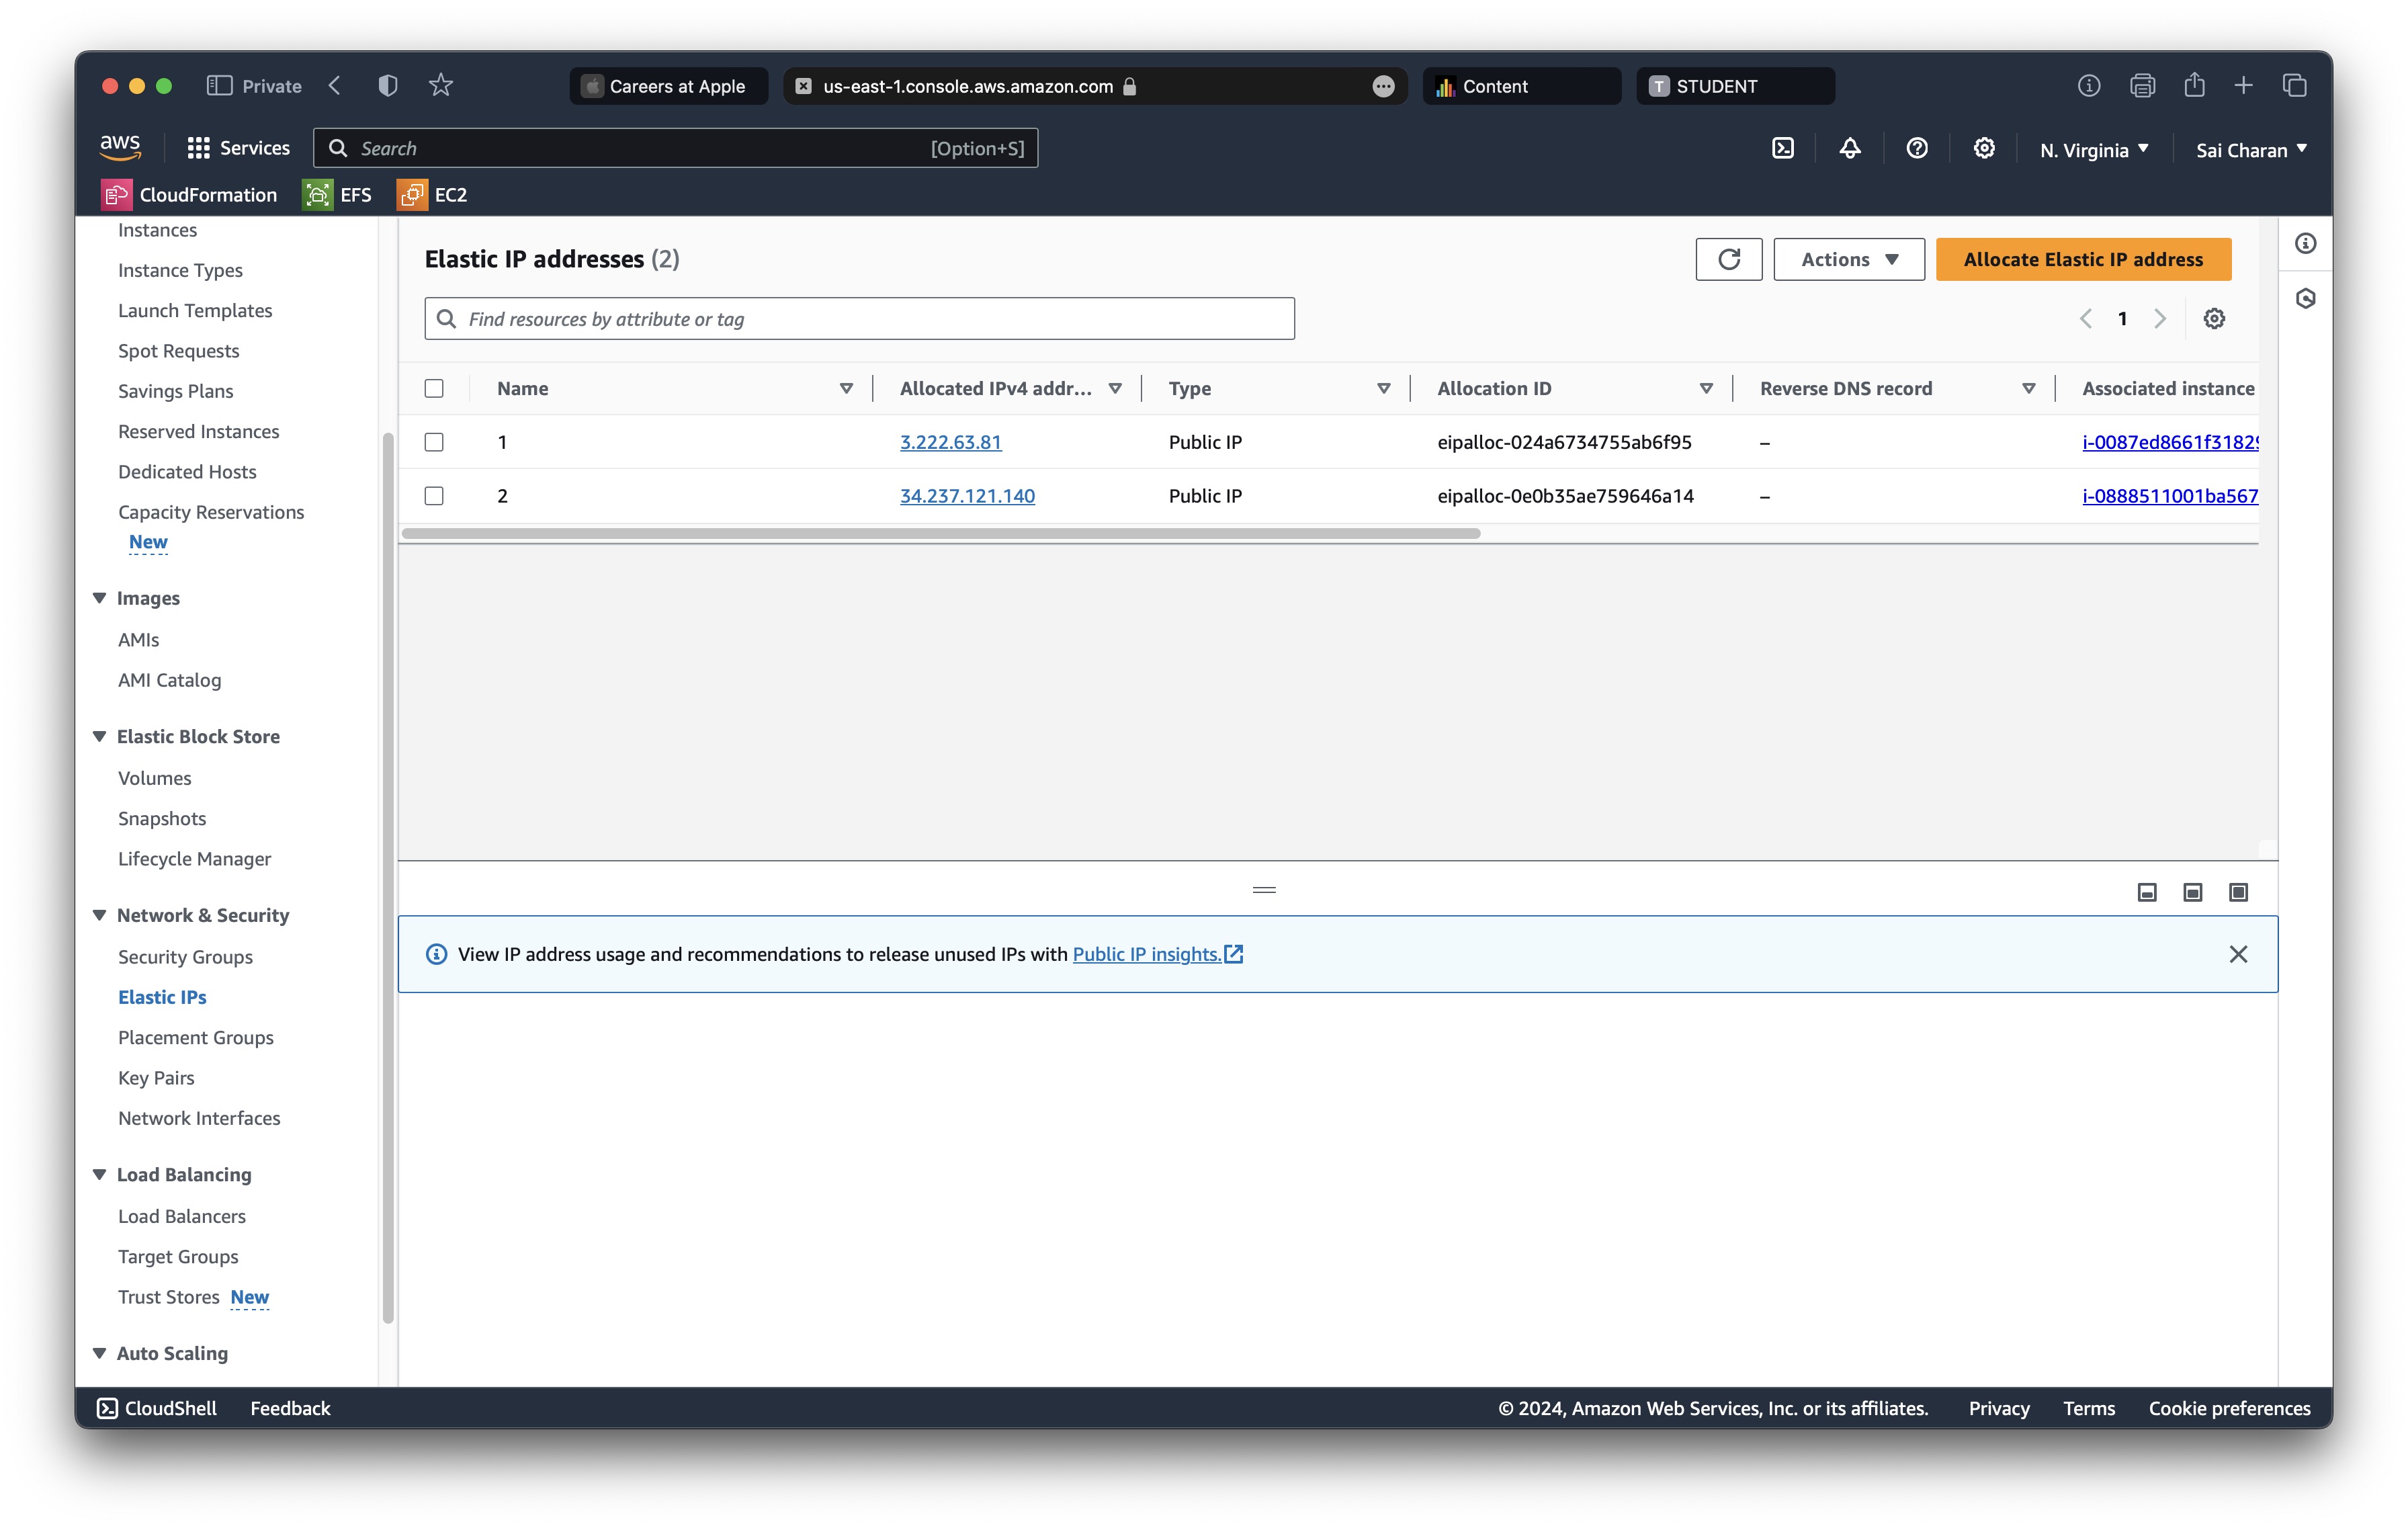 Private
Careers at Apple
us-east-1.console.aws.amazon.com
Content
T STUDENT
aws
Services
Search [Option+S]
N. Virginia
Sai Charan
CloudFormation
EFS
EC2
Instances
Instance Types
Launch Templates
Spot Requests
Savings Plans
Reserved Instances
Dedicated Hosts
Capacity Reservations
New
Images
AMIs
AMI Catalog
Elastic Block Store
Volumes
Snapshots
Lifecycle Manager
Network & Security
Security Groups
Elastic IPs
Placement Groups
Key Pairs
Network Interfaces
Load Balancing
Load Balancers
Target Groups
Trust Stores New
Auto Scaling
Elastic IP addresses (2)
Actions
Allocate Elastic IP address
Find resources by attribute or tag
1
Name Allocated IPv4 addr... Type Allocation ID Reverse DNS record Associated instance
1 3.222.63.81 Public IP eipalloc-024a6734755ab6f95 – i-0087ed8661f3182
2 34.237.121.140 Public IP eipalloc-0e0b35ae759646a14 – i-0888511001ba567
View IP address usage and recommendations to release unused IPs with Public IP insights.
CloudShell Feedback
© 2024, Amazon Web Services, Inc. or its affiliates. Privacy Terms Cookie preferences